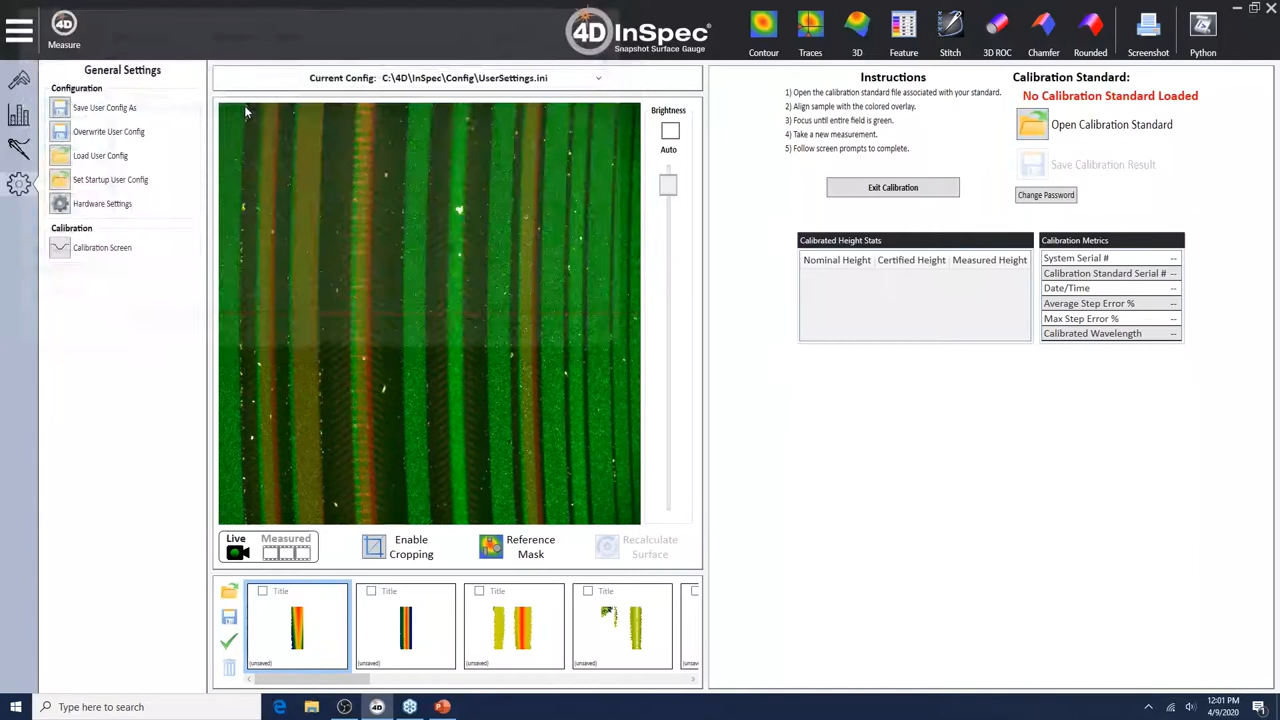 Measure
4D InSpec®
Snapshot Surface Gauge
Contour
Traces
3D
Feature
Stitch
3D ROC
Chamfer
Rounded
Screenshot
Python
General Settings
Configuration
Save User Config As
Overwrite User Config
Load User Config
Set Startup User Config
Hardware Settings
Calibration
Calibration Screen
Current Config: C:\4D\InSpec\Config\UserSettings.ini
Brightness
Auto
Live
Measured
Enable
Cropping
Reference
Mask
Recalculate
Surface
Title
(unsaved)
Title
(unsaved)
Title
(unsaved)
Title
(unsaved)
Instructions
1) Open the calibration standard file associated with your standard.
2) Align sample with the colored overlay.
3) Focus until entire field is green.
4) Take a new measurement.
5) Follow screen prompts to complete.
Exit Calibration
Calibration Standard:
No Calibration Standard Loaded
Open Calibration Standard
Save Calibration Result
Change Password
Calibrated Height Stats
Nominal Height Certified Height Measured Height
Calibration Metrics
System Serial # --
Calibration Standard Serial # --
Date/Time --
Average Step Error % --
Max Step Error % --
Calibrated Wavelength --
Type here to search
12:01 PM
4/9/2020